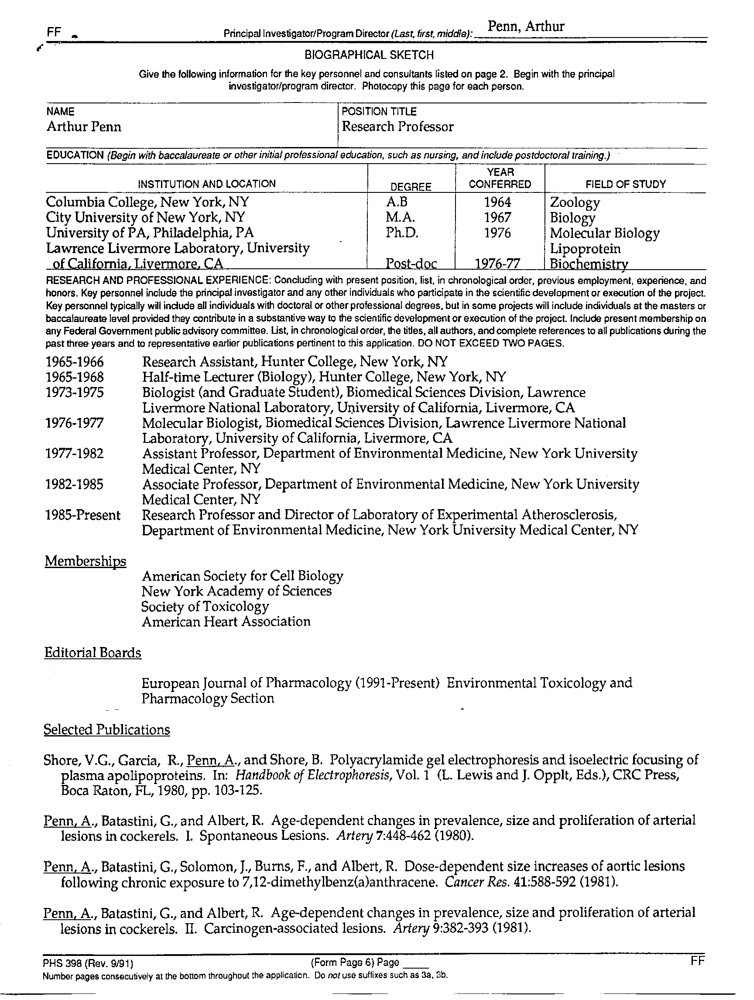 FF
Principal Investigator/Program Director (Last, first, middle): Penn, Arthur
BIOGRAPHICAL SKETCH
Give the following information for the key personnel and consultants listed on page 2. Begin with the principal
investigator/program director. Photocopy this page for each person.
NAME POSITION TITLE
Arthur Penn Research Professor
EDUCATION (Begin with baccalaureate or other initial professional education, such as nursing, and include postdoctoral training.)
INSTITUTION AND LOCATION DEGREE YEAR CONFERRED FIELD OF STUDY
Columbia College, New York, NY A.B 1964 Zoology
City University of New York, NY M.A. 1967 Biology
University of PA, Philadelphia, PA Ph.D. 1976 Molecular Biology
Lawrence Livermore Laboratory, University Lipoprotein
of California, Livermore, CA Post-doc 1976-77 Biochemistry
RESEARCH AND PROFESSIONAL EXPERIENCE: Concluding with present position, list, in chronological order, previous employment, experience, and
honors. Key personnel include the principal investigator and any other individuals who participate in the scientific development or execution of the project.
Key personnel typically will include all individuals with doctoral or other professional degrees, but in some projects will include individuals at the masters or
baccalaureate level provided they contribute in a substantive way to the scientific development or execution of the project. Include present membership on
any Federal Government public advisory committee. List, in chronological order, the titles, all authors, and complete references to all publications during the
past three years and to representative earlier publications pertinent to this application. DO NOT EXCEED TWO PAGES.
1965-1966 Research Assistant, Hunter College, New York, NY
1965-1968 Half-time Lecturer (Biology), Hunter College, New York, NY
1973-1975 Biologist (and Graduate Student), Biomedical Sciences Division, Lawrence
Livermore National Laboratory, University of California, Livermore, CA
1976-1977 Molecular Biologist, Biomedical Sciences Division, Lawrence Livermore National
Laboratory, University of California, Livermore, CA
1977-1982 Assistant Professor, Department of Environmental Medicine, New York University
Medical Center, NY
1982-1985 Associate Professor, Department of Environmental Medicine, New York University
Medical Center, NY
1985-Present Research Professor and Director of Laboratory of Experimental Atherosclerosis,
Department of Environmental Medicine, New York University Medical Center, NY
Memberships
American Society for Cell Biology
New York Academy of Sciences
Society of Toxicology
American Heart Association
Editorial Boards
European Journal of Pharmacology (1991-Present) Environmental Toxicology and
Pharmacology Section
Selected Publications
Shore, V.G., Garcia, R., Penn, A., and Shore, B. Polyacrylamide gel electrophoresis and isoelectric focusing of
plasma apolipoproteins. In: Handbook of Electrophoresis, Vol. 1 (L. Lewis and J. Opplt, Eds.), CRC Press,
Boca Raton, FL, 1980, pp. 103-125.
Penn, A., Batastini, G., and Albert, R. Age-dependent changes in prevalence, size and proliferation of arterial
lesions in cockerels. I. Spontaneous Lesions. Artery 7:448-462 (1980).
Penn, A., Batastini, G., Solomon, J., Burns, F., and Albert, R. Dose-dependent size increases of aortic lesions
following chronic exposure to 7,12-dimethylbenz(a)anthracene. Cancer Res. 41:588-592 (1981).
Penn, A., Batastini, G., and Albert, R. Age-dependent changes in prevalence, size and proliferation of arterial
lesions in cockerels. II. Carcinogen-associated lesions. Artery 9:382-393 (1981).
PHS 398 (Rev. 9/91) (Form Page 6) Page FF
Number pages consecutively at the bottom throughout the application. Do not use suffixes such as 3a, 3b.